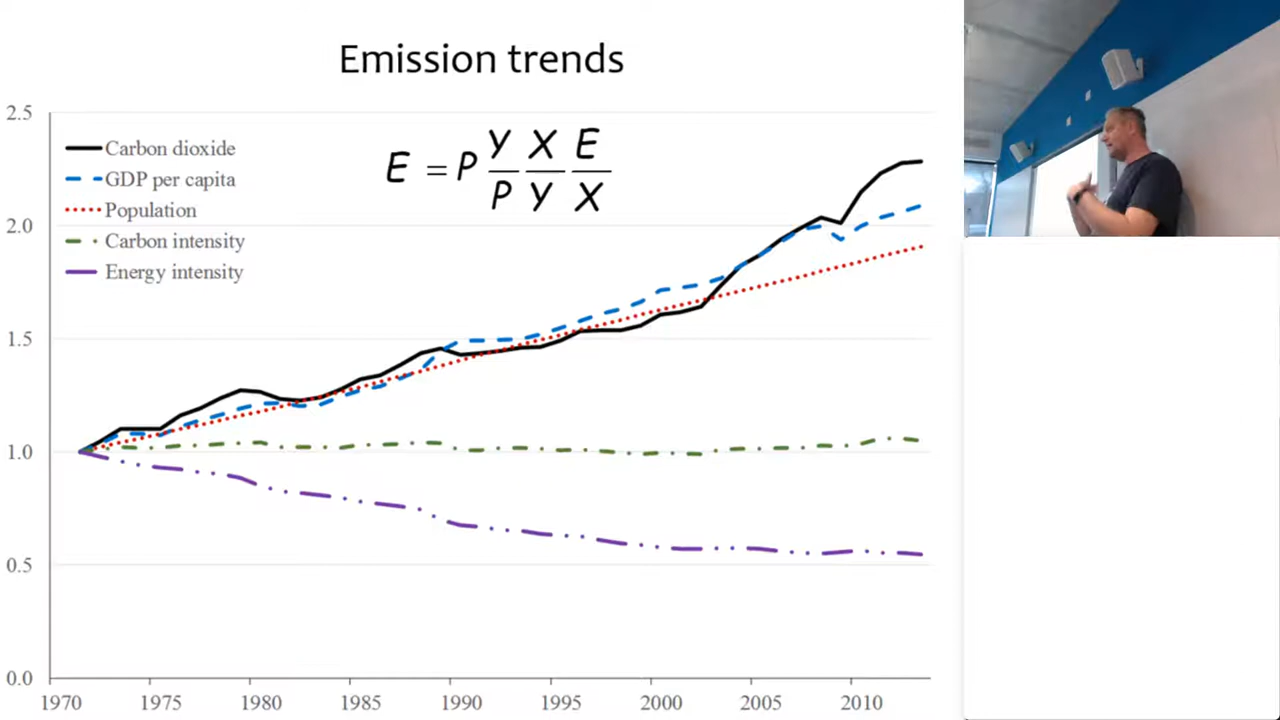 Emission trends
2.5
2.0
1.5
1.0
0.5
0.0
Carbon dioxide
GDP per capita
Population
Carbon intensity
Energy intensity
E = P Y/P X/Y E/X
1970 1975 1980 1985 1990 1995 2000 2005 2010